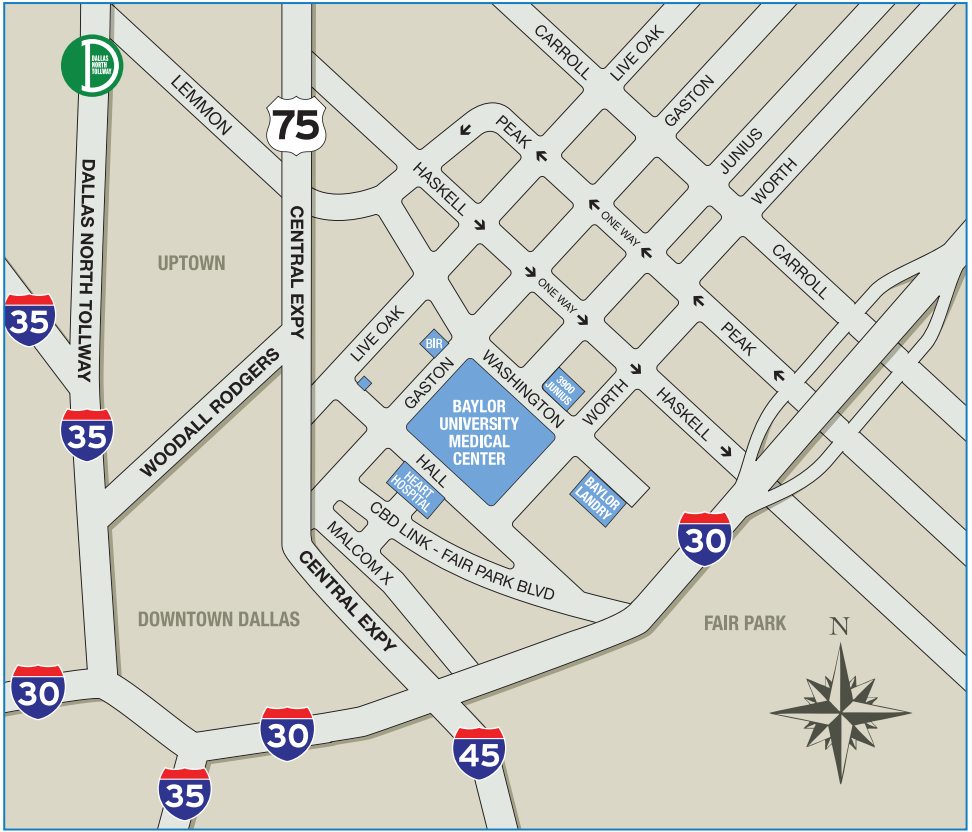 CARROLL
LIVE OAK
DALLAS
NORTH
TOLLWAY
LEMMON
GASTON
75
PEAK
JUNIUS
WORTH
HASKELL
DALLAS NORTH TOLLWAY
CENTRAL EXPY
ONE WAY
CARROLL
UPTOWN
35
ONE WAY
LIVE OAK
BIR
PEAK
WASHINGTON
GASTON
3900
JUNIUS
WORTH
HASKELL
WOODALL RODGERS
35
BAYLOR
UNIVERSITY
MEDICAL
CENTER
HALL
HEART
HOSPITAL
BAYLOR
LANDRY
CBD LINK - FAIR PARK BLVD
MALCOM X
30
CENTRAL EXPY
DOWNTOWN DALLAS
FAIR PARK
N
30
30
45
35